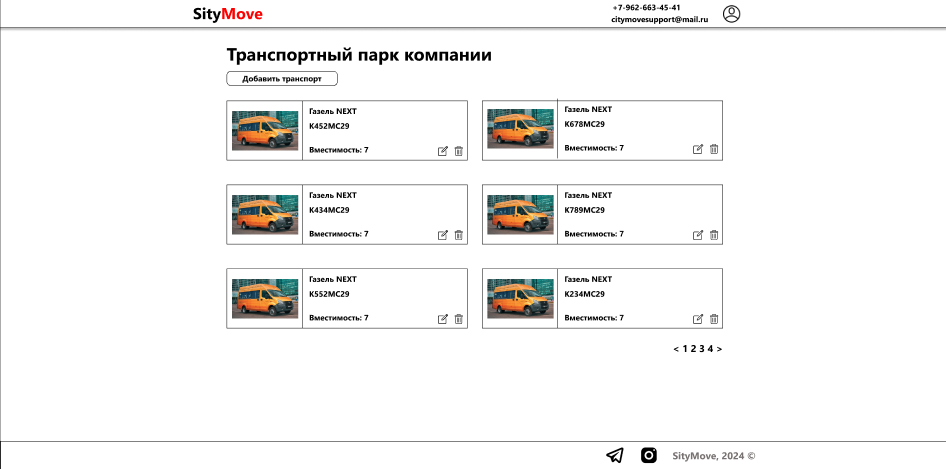 SityMove
+7-962-663-45-41
citymovesupport@mail.ru
Транспортный парк компании
Добавить транспорт
Газель NEXT
К452МС29
Вместимость: 7
Газель NEXT
К678МС29
Вместимость: 7
Газель NEXT
К434МС29
Вместимость: 7
Газель NEXT
К789МС29
Вместимость: 7
Газель NEXT
К552МС29
Вместимость: 7
Газель NEXT
К234МС29
Вместимость: 7
< 1 2 3 4 >
SityMove, 2024 ©